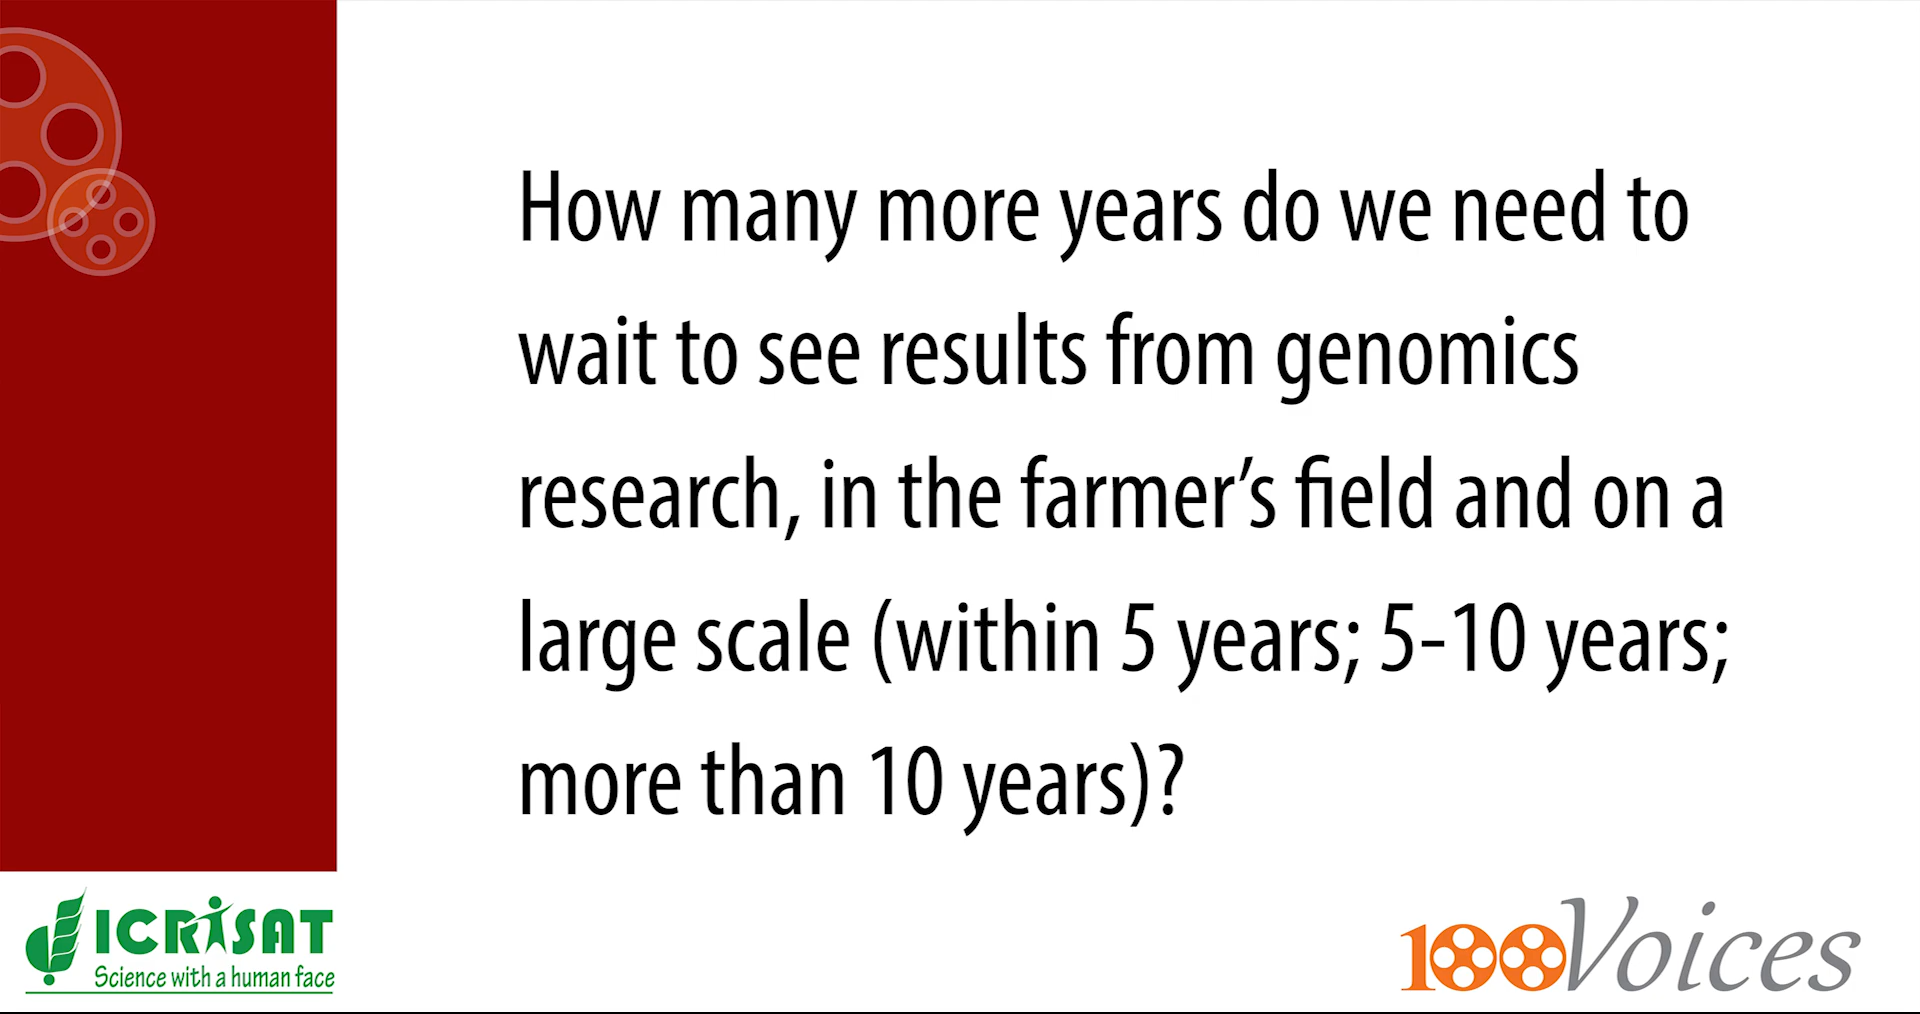 How many more years do we need to
wait to see results from genomics
research, in the farmer’s field and on a
large scale (within 5 years; 5-10 years;
more than 10 years)?
ICRISAT
Science with a human face
100Voices